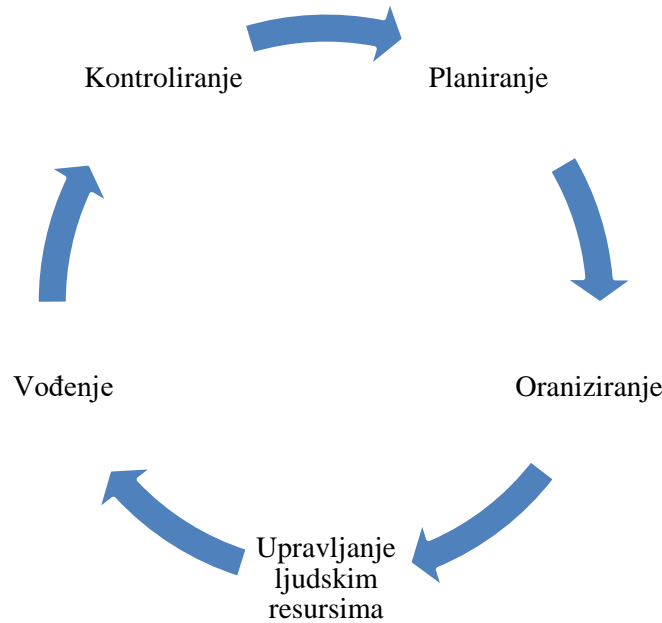 Kontroliranje
Planiranje
Vođenje
Oraniziranje
Upravljanje
ljudskim
resursima